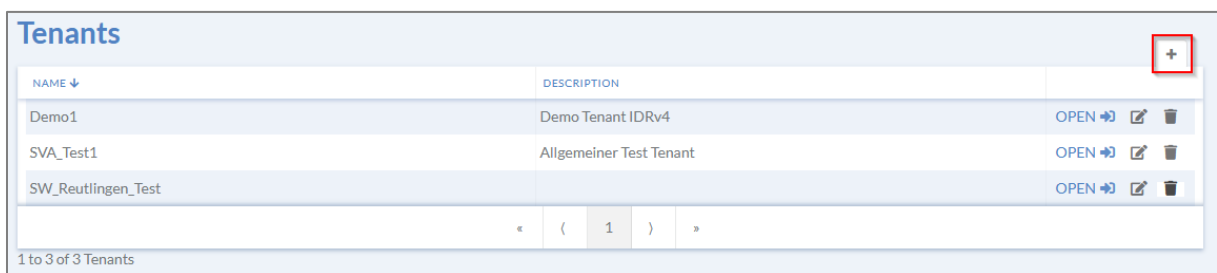 Tenants
+
NAME DESCRIPTION
Demo1 Demo Tenant IDRv4 OPEN
SVA_Test1 Allgemeiner Test Tenant OPEN
SW_Reutlingen_Test OPEN
« ⟨ 1 ⟩ »
1 to 3 of 3 Tenants